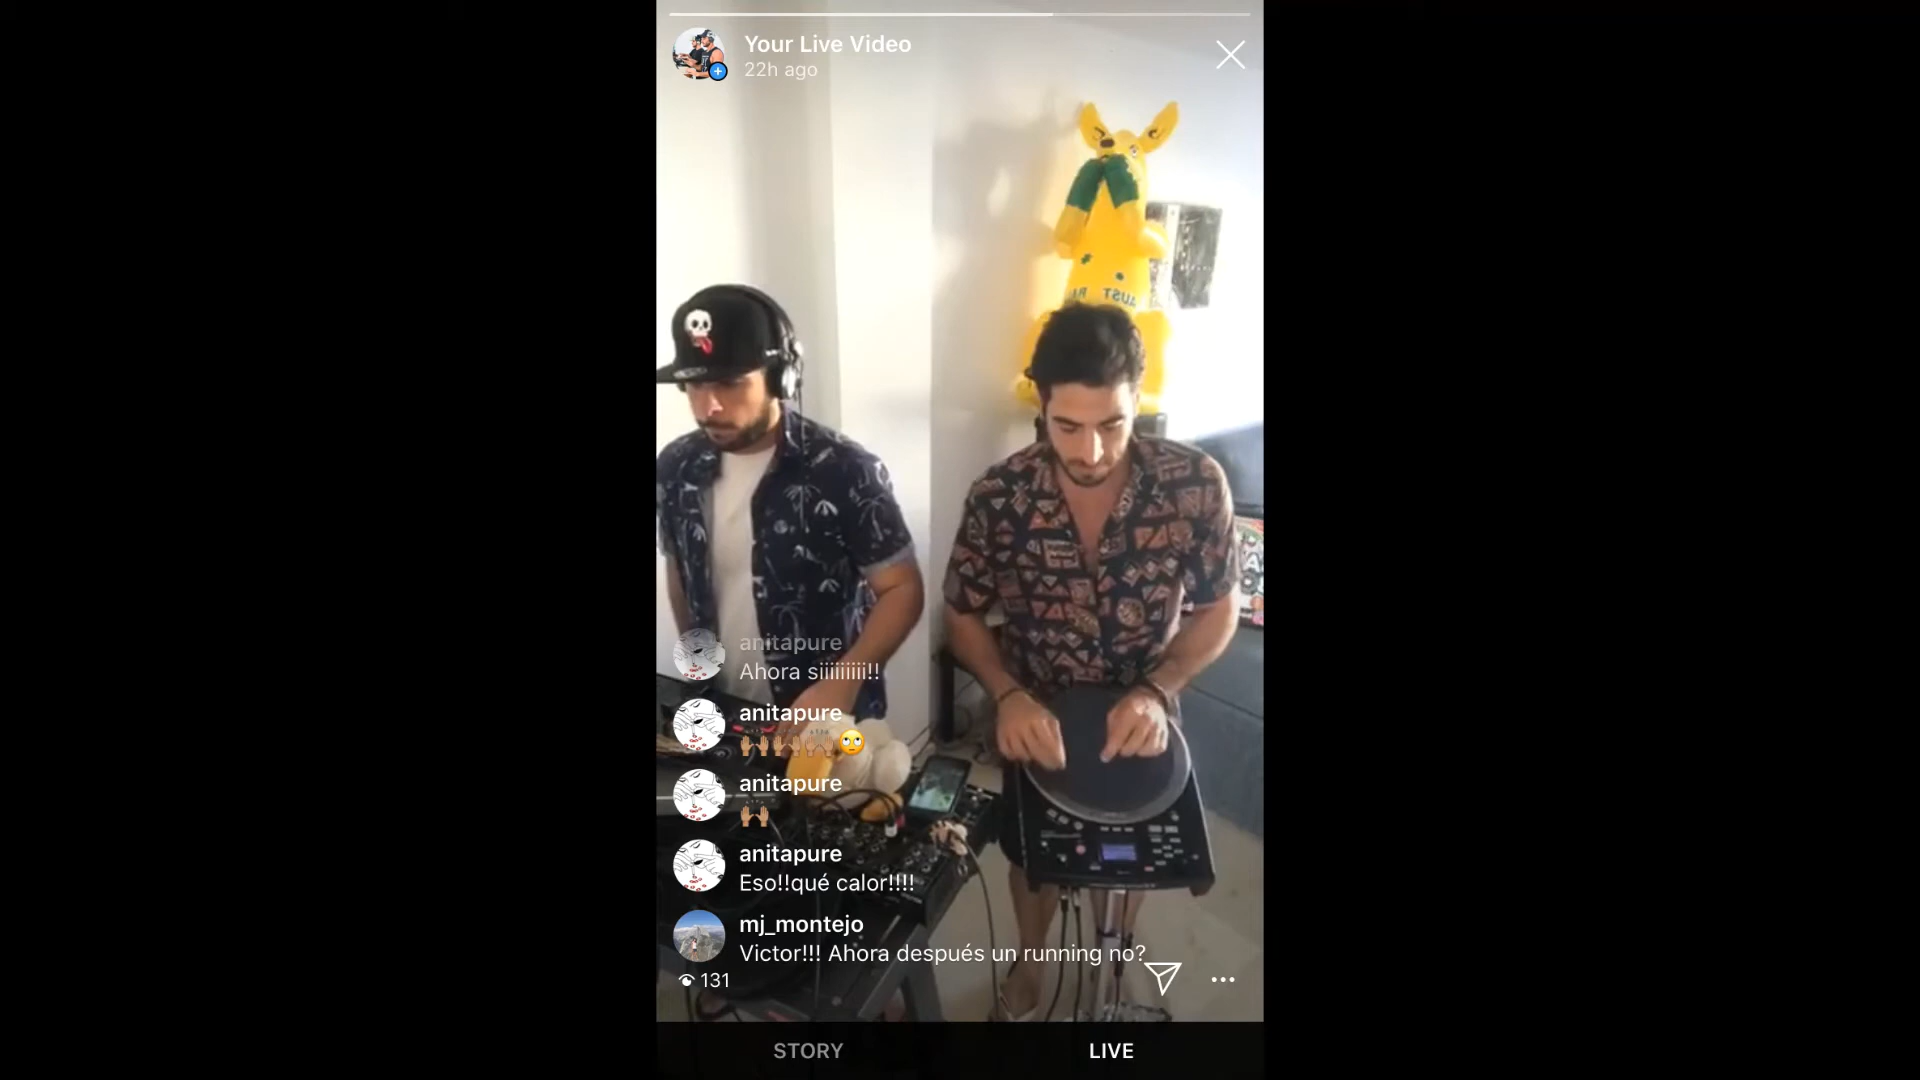 Your Live Video
22h ago
anitapure
Ahora siiiiiiiii!!
anitapure
🙌🏽🙌🏽🙌🏽🙄
anitapure
🙌🏽
anitapure
Eso!!qué calor!!!!
mj_montejo
Victor!!! Ahora después un running no?
131
STORY
LIVE